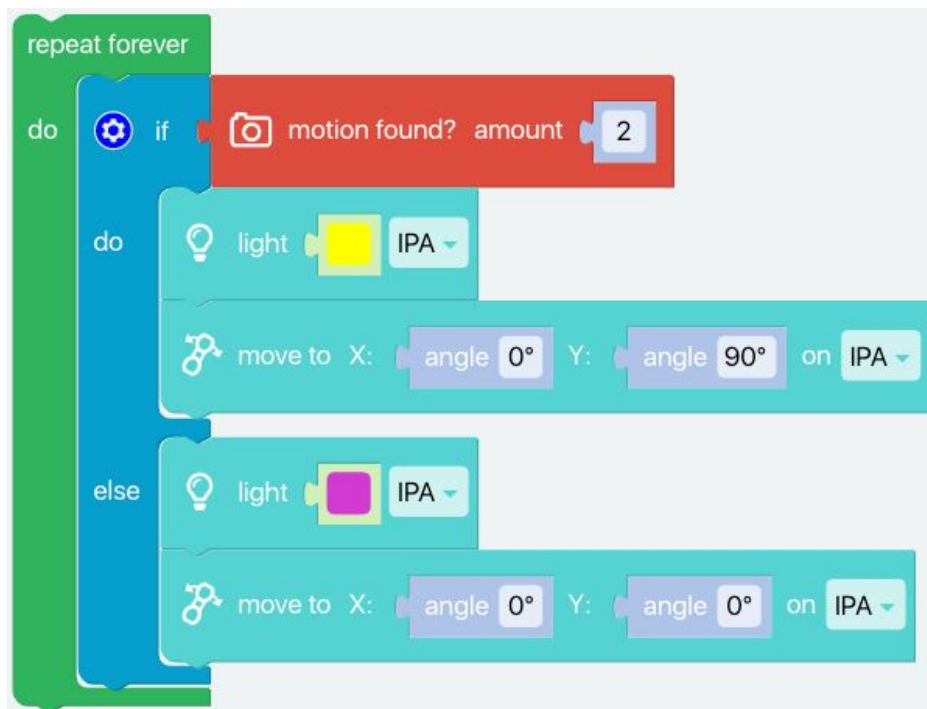 repeat forever
do if motion found? amount 2
do light IPA
move to X: angle 0° Y: angle 90° on IPA
else light IPA
move to X: angle 0° Y: angle 0° on IPA